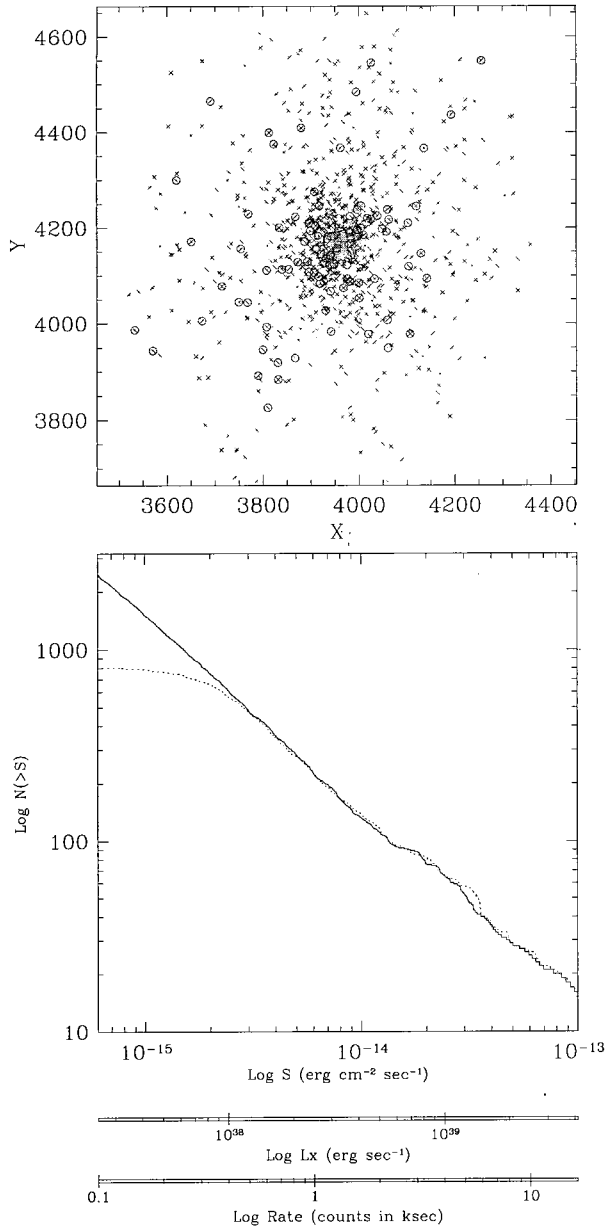 4600
4400
4200
4000
3800
Y
3600 3800 4000 4200 4400
X
1000
100
10
Log N(>S)
10⁻¹⁵ 10⁻¹⁴ 10⁻¹³
Log S (erg cm⁻² sec⁻¹)
10³⁸ 10³⁹
Log Lx (erg sec⁻¹)
0.1 1 10
Log Rate (counts in ksec)